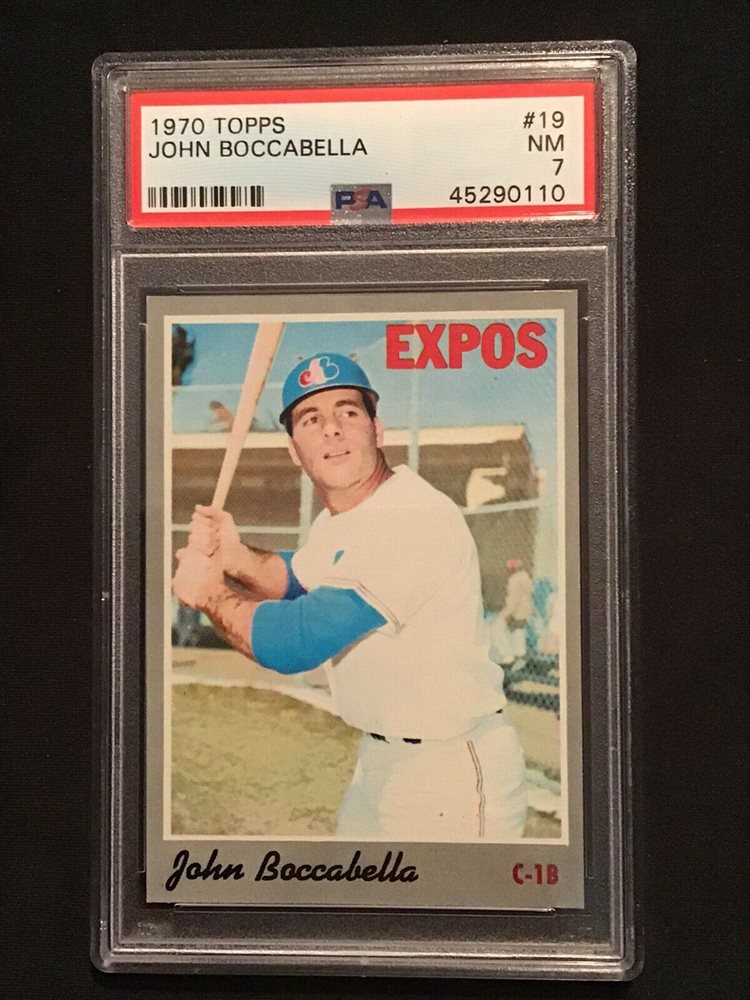 1970 TOPPS #19
JOHN BOCCABELLA NM
7
PSA 45290110
EXPOS
John Boccabella C-1B